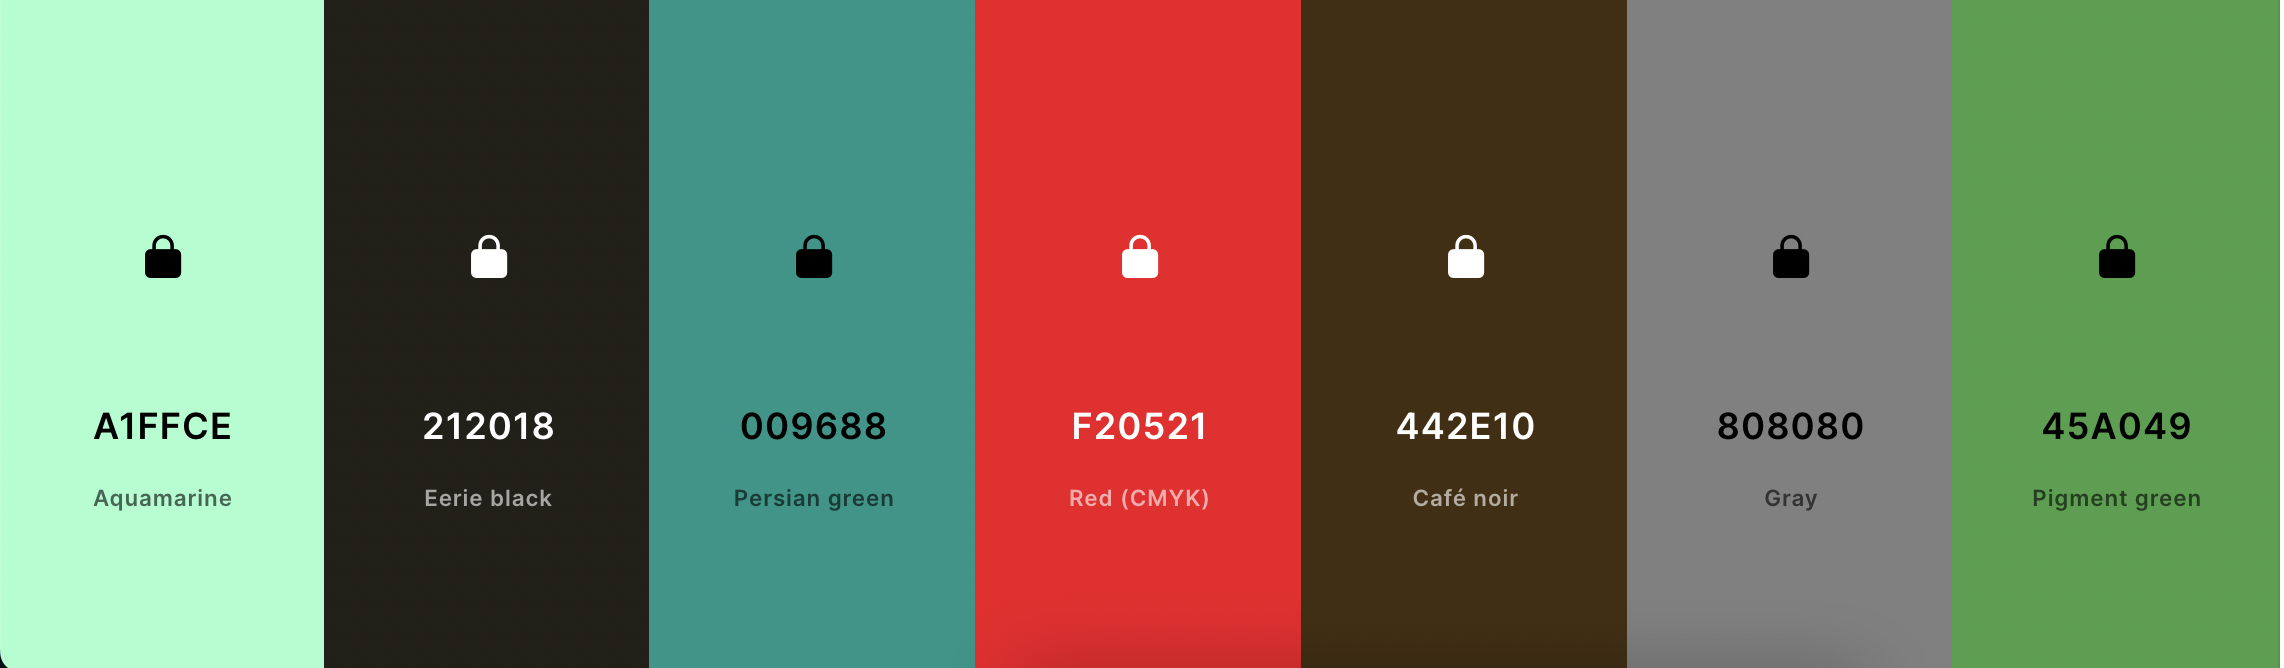 A1FFCE
Aquamarine
212018
Eerie black
009688
Persian green
F20521
Red (CMYK)
442E10
Café noir
808080
Gray
45A049
Pigment green